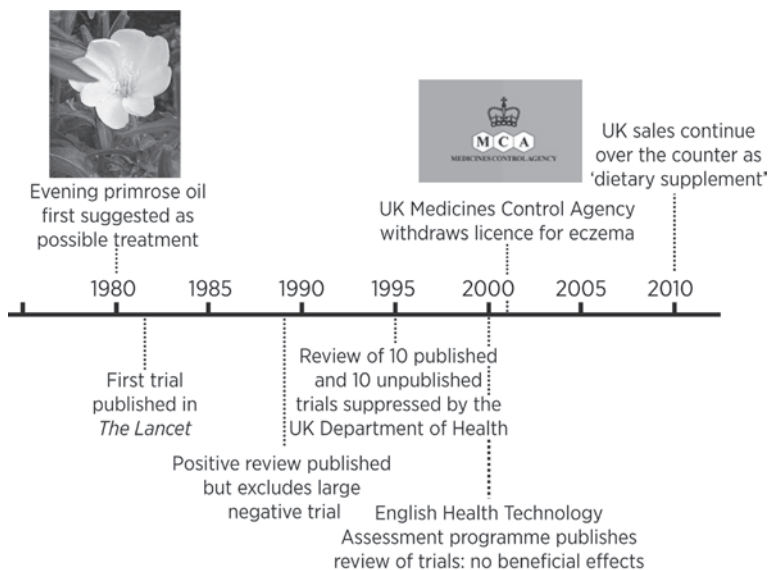 Evening primrose oil
first suggested as
possible treatment
MCA
MEDICINES CONTROL AGENCY
UK Medicines Control Agency
withdraws licence for eczema
UK sales continue
over the counter as
'dietary supplement"
1980 1985 1990 1995 2000 2005 2010
First trial
published in
The Lancet
Positive review published
but excludes large
negative trial
Review of 10 published
and 10 unpublished
trials suppressed by the
UK Department of Health
English Health Technology
Assessment programme publishes
review of trials: no beneficial effects